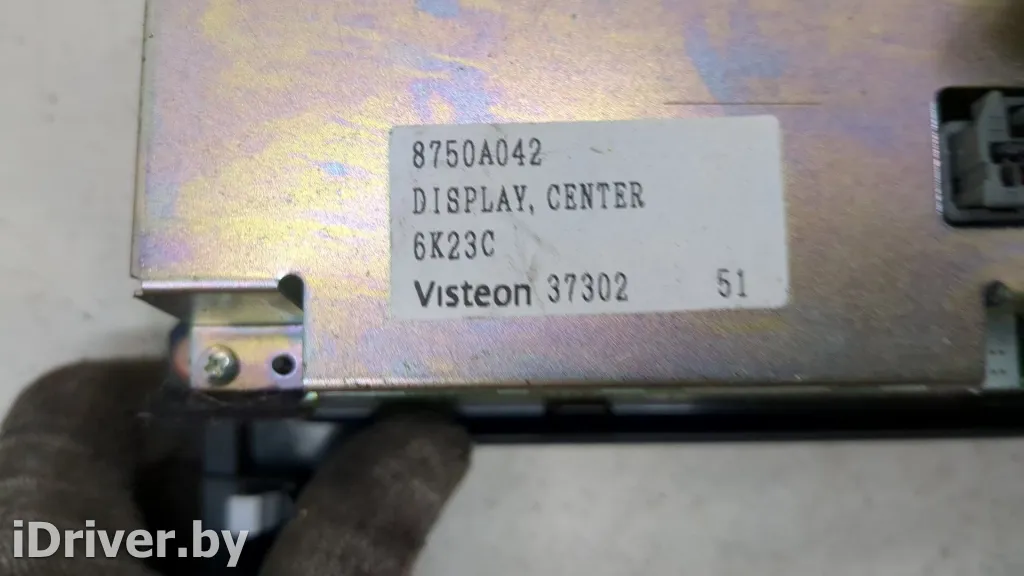 8750A042
DISPLAY, CENTER
6K23C
Visteon 37302 51
iDriver.by